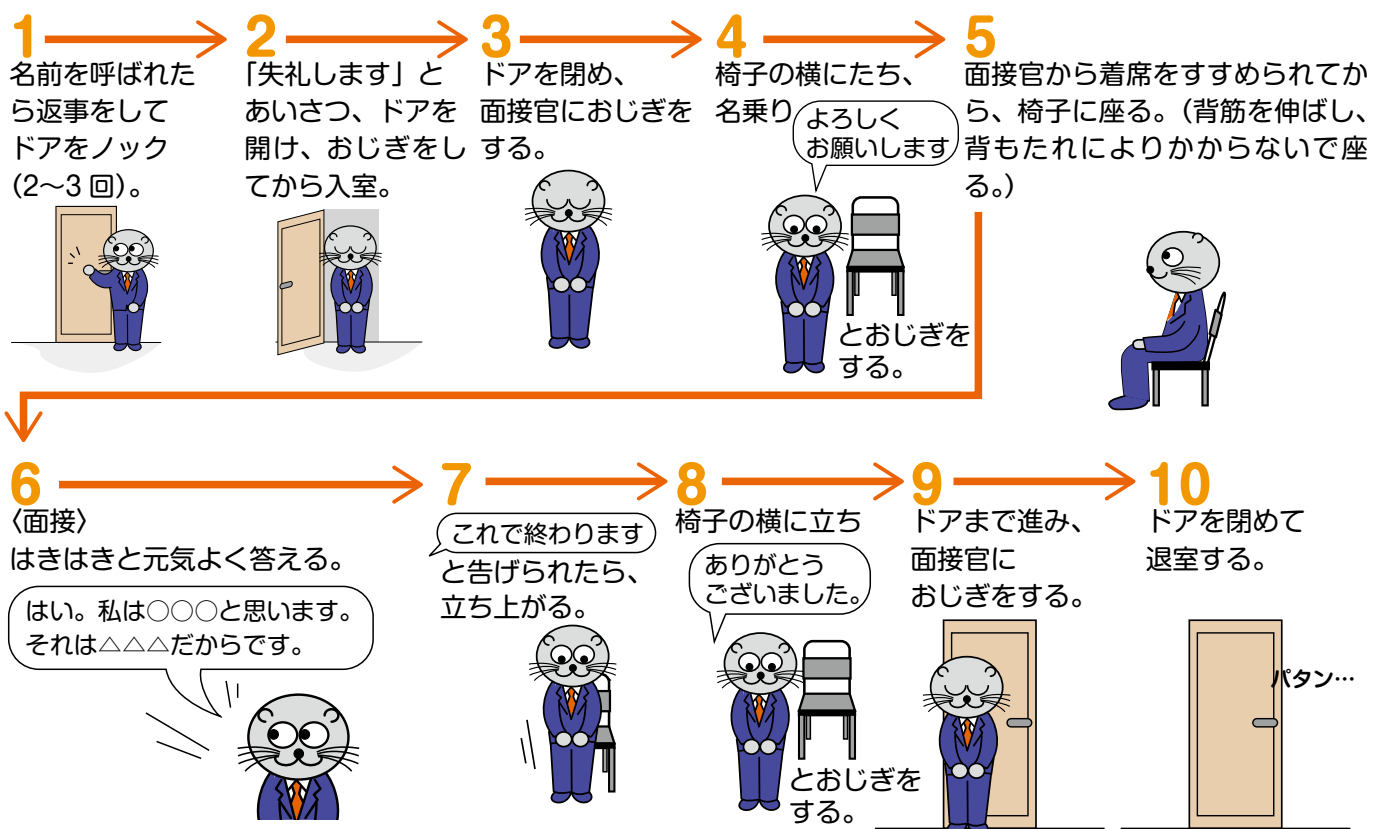 1
名前を呼ばれた
ら返事をして
ドアをノック
(2〜3 回)。
2
「失礼します」と
あいさつ、ドアを
開け、おじぎをし
てから入室。
3
ドアを閉め、
面接官におじぎを
する。
4
椅子の横にたち、
名乗り
よろしく
お願いします
とおじぎを
する。
5
面接官から着席をすすめられてか
ら、椅子に座る。(背筋を伸ばし、
背もたれによりかからないで座
る。)
6
〈面接〉
はきはきと元気よく答える。
はい。私は○○○と思います。
それは△△△だからです。
7
これで終わります
と告げられたら、
立ち上がる。
8
椅子の横に立ち
ありがとう
ございました。
とおじぎを
する。
9
ドアまで進み、
面接官に
おじぎをする。
10
ドアを閉めて
退室する。
パタン…